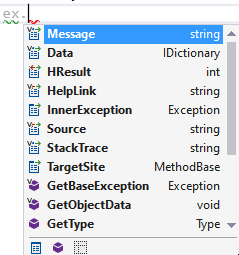 ex.
Message string
Data IDictionary
HResult int
HelpLink string
InnerException Exception
Source string
StackTrace string
TargetSite MethodBase
GetBaseException Exception
GetObjectData void
GetType Type